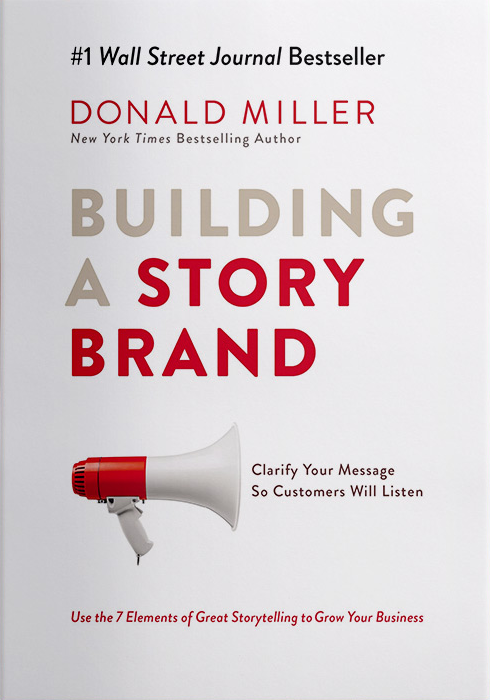 #1 Wall Street Journal Bestseller
DONALD MILLER
New York Times Bestselling Author
BUILDING
A STORY
BRAND
Clarify Your Message
So Customers Will Listen
Use the 7 Elements of Great Storytelling to Grow Your Business